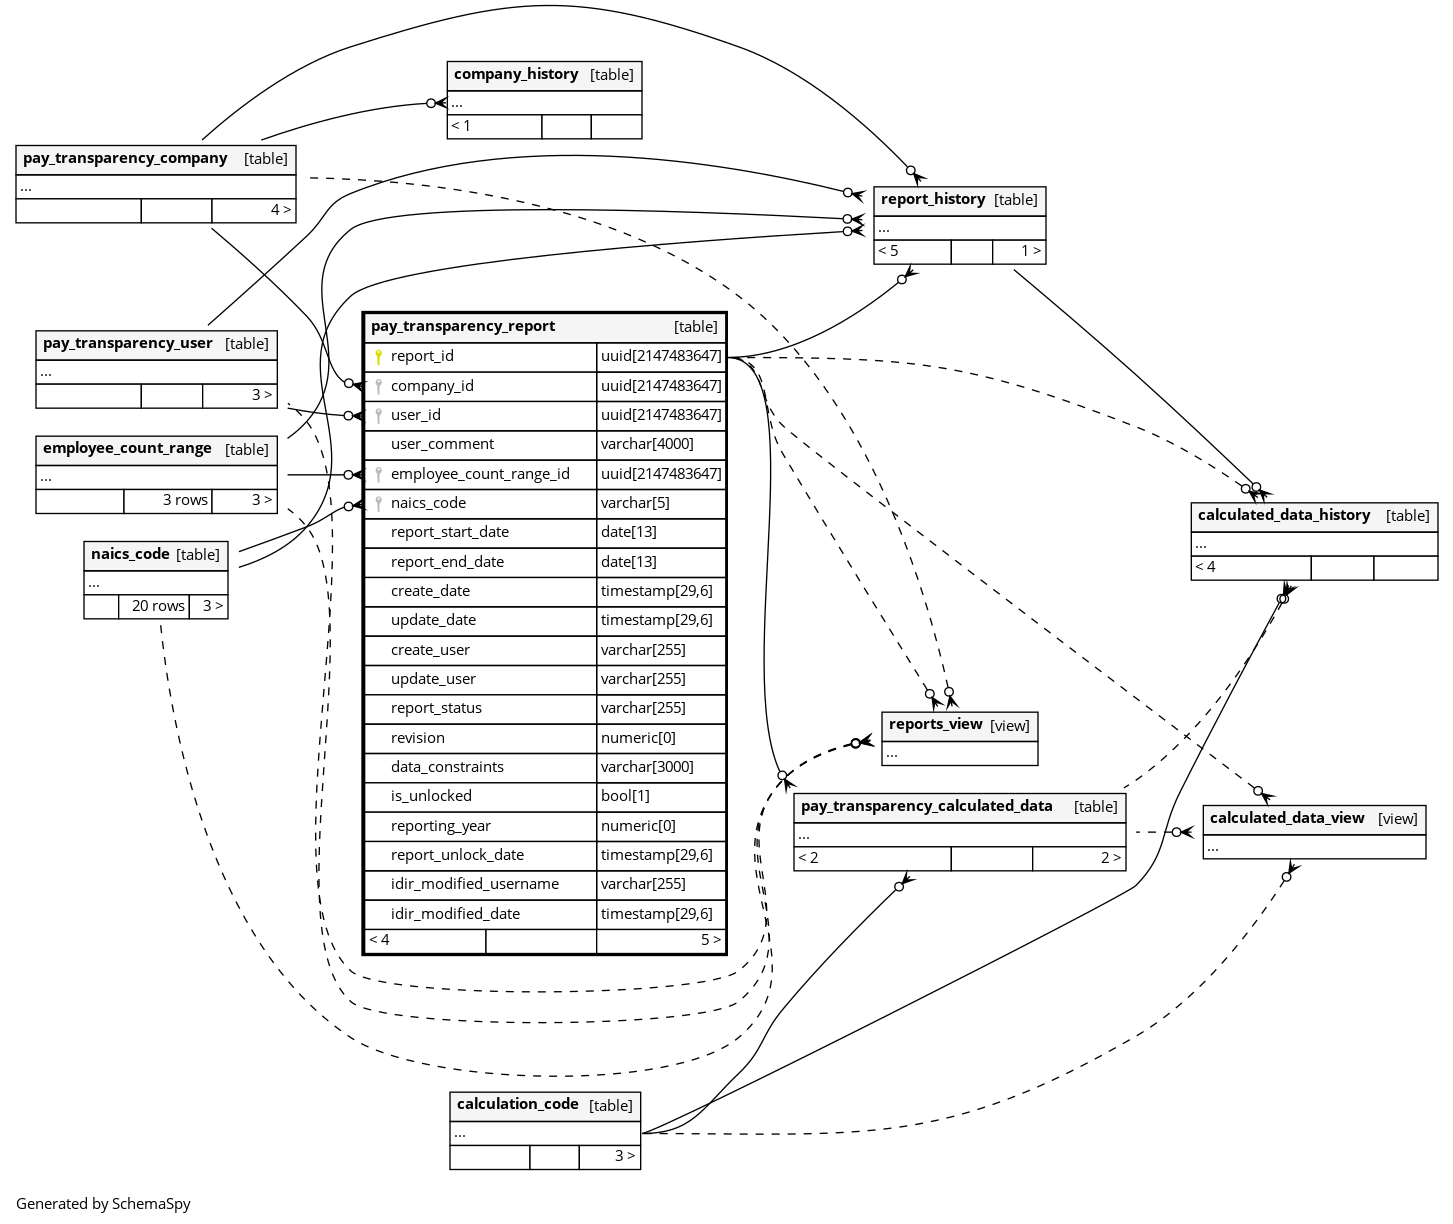 company_history [table]
...
< 1
pay_transparency_company [table]
...
4 >
report_history [table]
...
< 5 1 >
pay_transparency_user [table]
...
3 >
employee_count_range [table]
...
3 rows 3 >
naics_code [table]
...
20 rows 3 >
pay_transparency_report [table]
report_id uuid[2147483647]
company_id uuid[2147483647]
user_id uuid[2147483647]
user_comment varchar[4000]
employee_count_range_id uuid[2147483647]
naics_code varchar[5]
report_start_date date[13]
report_end_date date[13]
create_date timestamp[29,6]
update_date timestamp[29,6]
create_user varchar[255]
update_user varchar[255]
report_status varchar[255]
revision numeric[0]
data_constraints varchar[3000]
is_unlocked bool[1]
reporting_year numeric[0]
report_unlock_date timestamp[29,6]
idir_modified_username varchar[255]
idir_modified_date timestamp[29,6]
< 4 5 >
calculated_data_history [table]
...
< 4
reports_view [view]
...
pay_transparency_calculated_data [table]
...
< 2 2 >
calculated_data_view [view]
...
calculation_code [table]
...
3 >
Generated by SchemaSpy